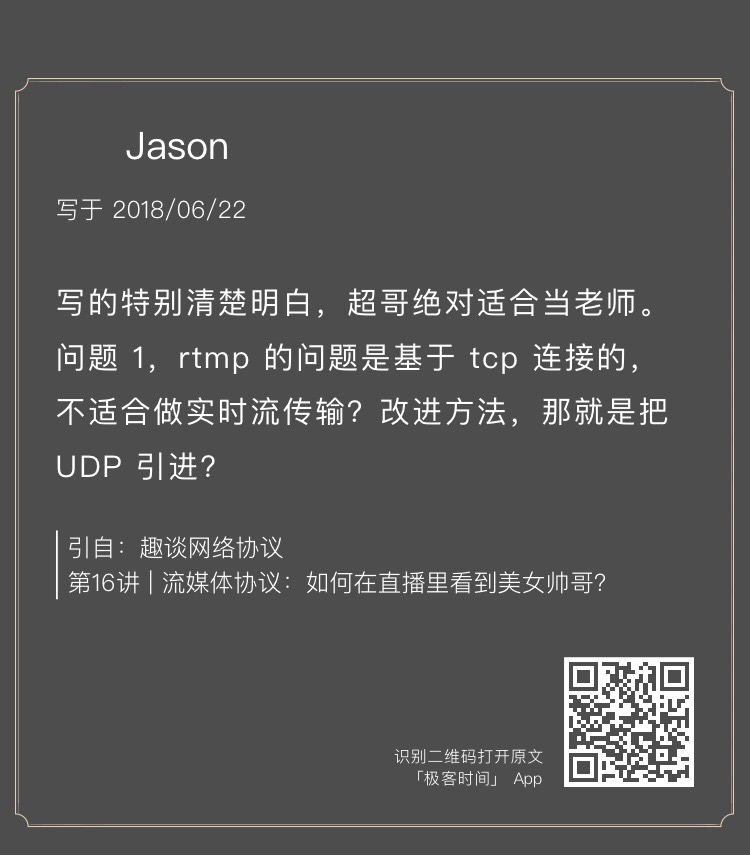 Jason
写于 2018/06/22
写的特别清楚明白，超哥绝对适合当老师。
问题 1，rtmp 的问题是基于 tcp 连接的，
不适合做实时流传输？改进方法，那就是把
UDP 引进？
引自：趣谈网络协议
第16讲 | 流媒体协议：如何在直播里看到美女帅哥？
识别二维码打开原文
「极客时间」 App